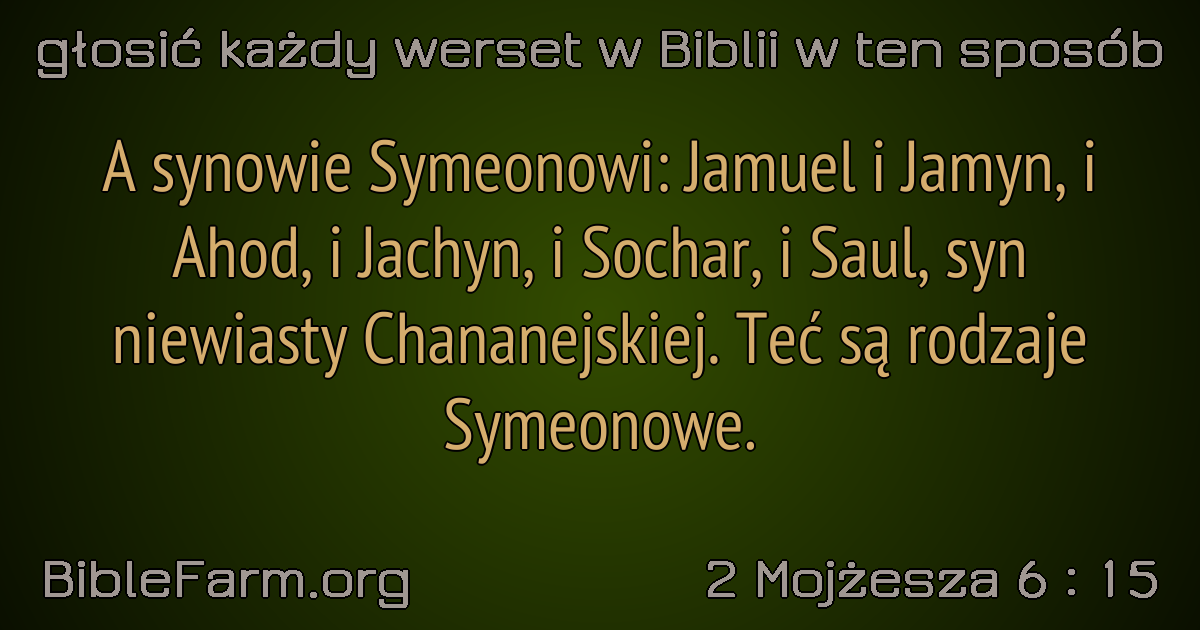 głosić każdy werset w Biblii w ten sposób
A synowie Symeonowi: Jamuel i Jamyn, i
Ahod, i Jachyn, i Sochar, i Saul, syn
niewiasty Chananejskiej. Teć są rodzaje
Symeonowe.
BibleFarm.org
2 Mojżesza 6 : 15